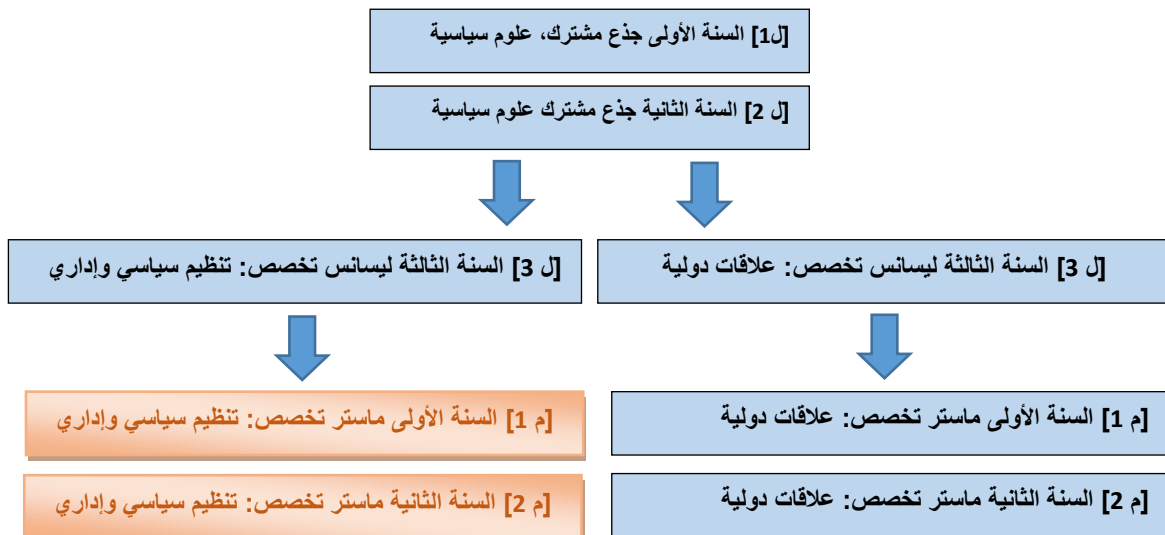 [ل1] السنة الأولى جذع مشترك، علوم سياسية
[ل 2] السنة الثانية جذع مشترك علوم سياسية
[ل 3] السنة الثالثة ليسانس تخصص: علاقات دولية
[ل 3] السنة الثالثة ليسانس تخصص: تنظيم سياسي وإداري
[م 1] السنة الأولى ماستر تخصص: علاقات دولية
[م 1] السنة الأولى ماستر تخصص: تنظيم سياسي وإداري
[م 2] السنة الثانية ماستر تخصص: علاقات دولية
[م 2] السنة الثانية ماستر تخصص: تنظيم سياسي وإداري